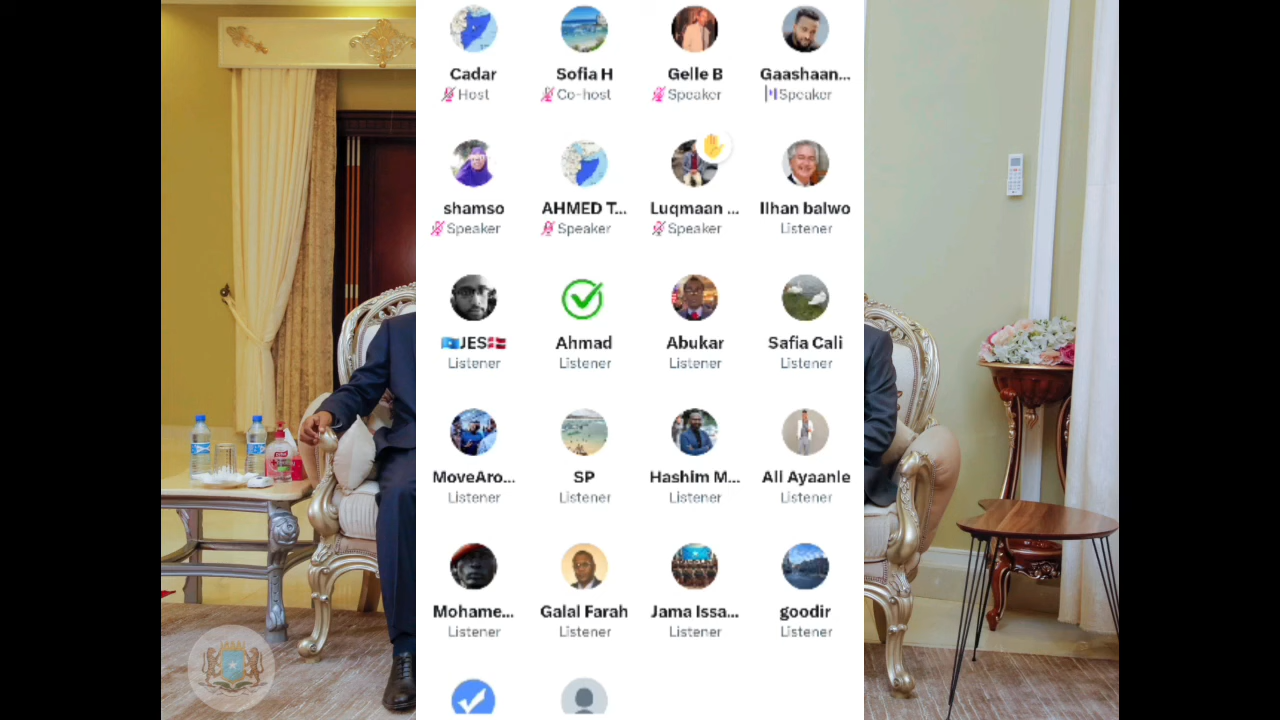 Cadar Sofia H Gelle B Gaashaan...
Host Co-host Speaker Speaker
shamso AHMED T... Luqmaan ... Ilhan balwo
Speaker Speaker Speaker Listener
JES Ahmad Abukar Safia Cali
Listener Listener Listener Listener
MoveAro... SP Hashim M... Ali Ayaanle
Listener Listener Listener Listener
Mohame... Galal Farah Jama Issa... goodir
Listener Listener Listener Listener